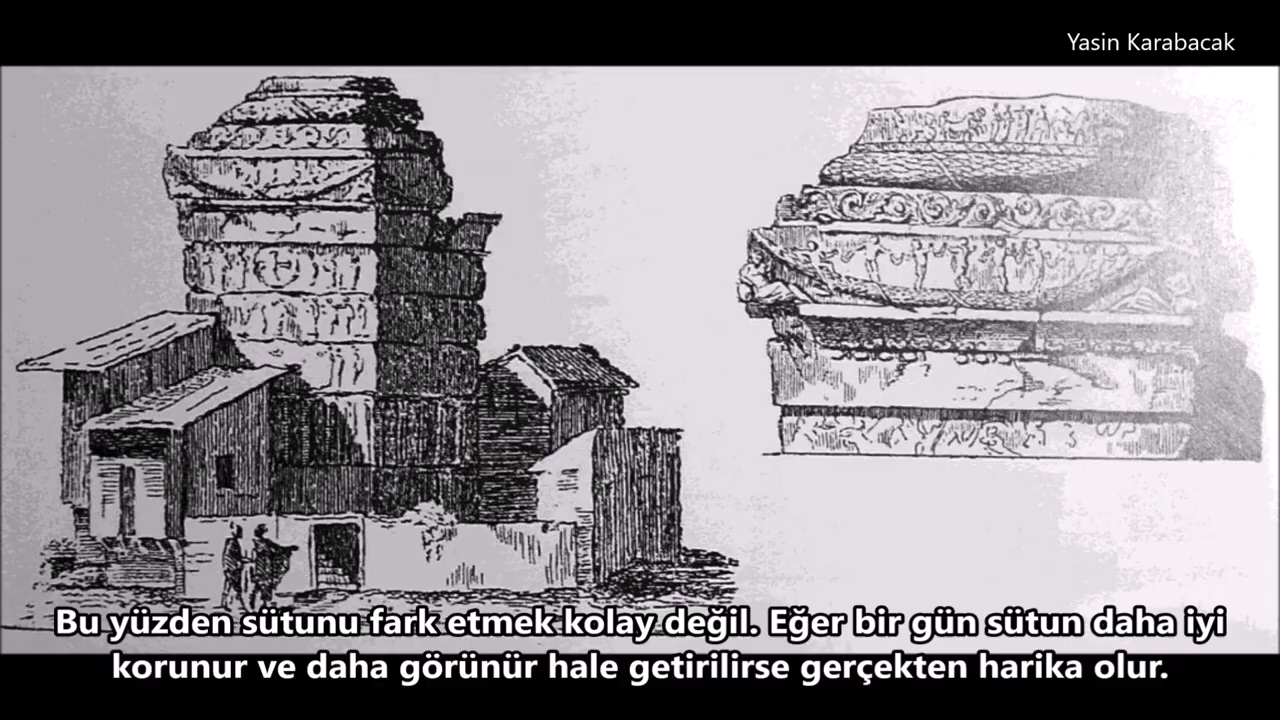 Yasin Karabacak
Bu yüzden sütunu fark etmek kolay değil. Eğer bir gün sütun daha iyi
korunur ve daha görünür hale getirilirse gerçekten harika olur.